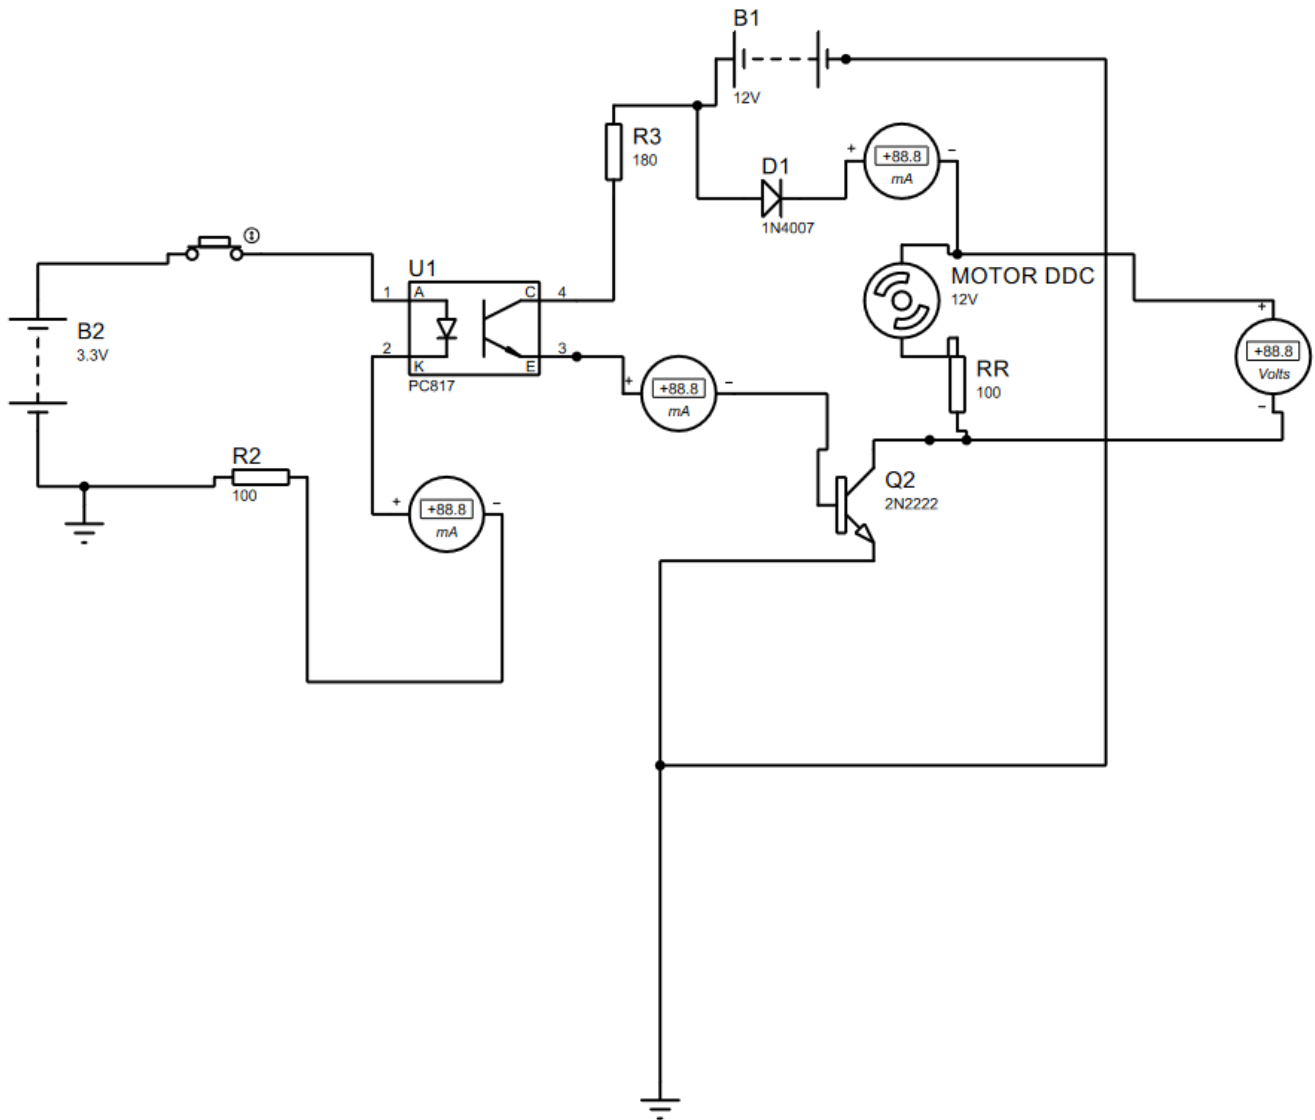 B1
12V
R3
180
D1
1N4007
+88.8
mA
+
−
U1
1
A
C
4
2
K
E
3
PC817
B2
3.3V
MOTOR DDC
12V
+
+88.8
Volts
−
RR
100
+
+88.8
mA
−
R2
100
+
+88.8
mA
−
Q2
2N2222